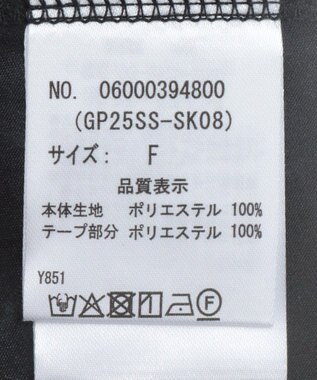 NO. 06000394800
(GP25SS-SK08)
サイズ: F
品質表示
本体生地 ポリエステル 100%
テープ部分 ポリエステル 100%
Y851
F